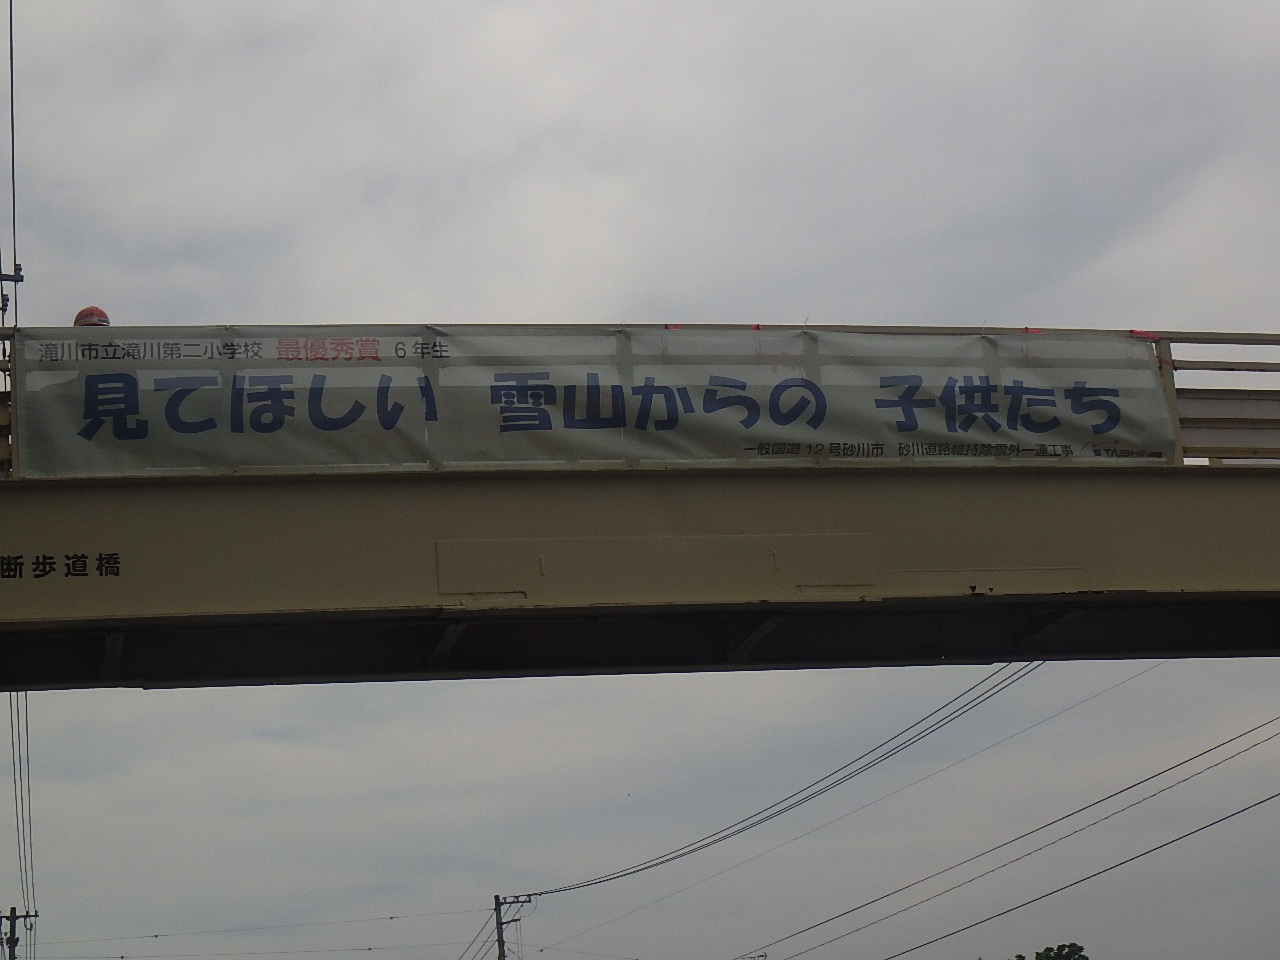 滝川市立滝川第二小学校 最優秀賞 6年生
見てほしい 雪山からの 子供たち
一般国道12号砂川市 砂川道路維持除雪外一連工事
断歩道橋